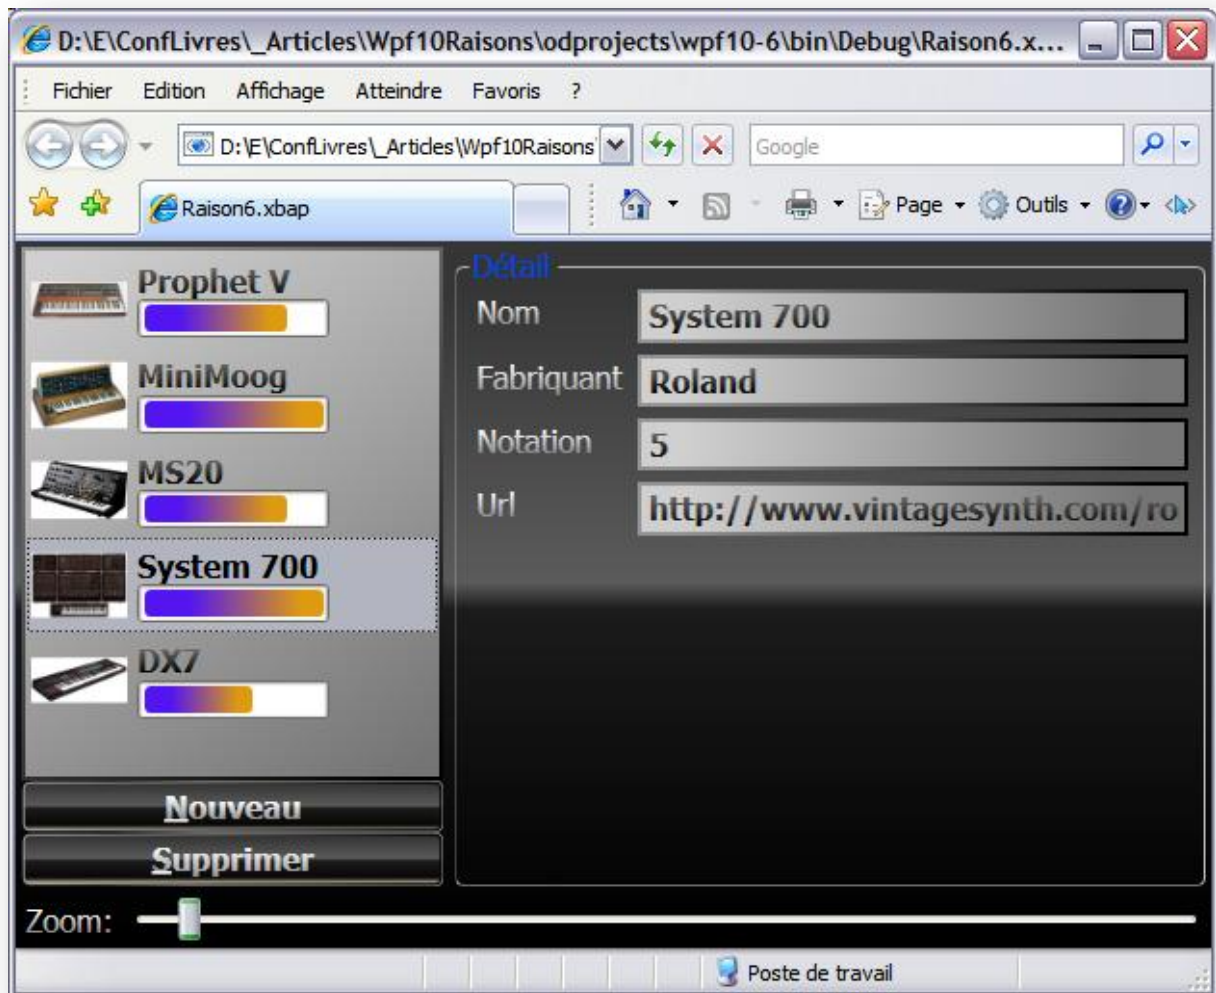 D:\E\ConfLivres\_Articles\Wpf10Raisons\odprojects\wpf10-6\bin\Debug\Raison6.x...
Fichier Edition Affichage Atteindre Favoris ?
D:\E\ConfLivres\_Articles\Wpf10Raisons\ Google
Raison6.xbap Page Outils
Prophet V
MiniMoog
MS20
System 700
DX7
Nouveau
Supprimer
Détail
Nom System 700
Fabriquant Roland
Notation 5
Url http://www.vintagesynth.com/ro
Zoom:
Poste de travail